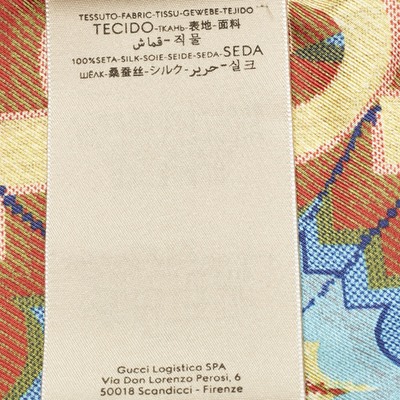 TESSUTO-FABRIC-TISSU-GEWEBE-TEJIDO
TECIDO-ТКАНЬ-表地-面料
قماش-직물
100%SETA-SILK-SOIE-SEIDE-SEDA-SEDA
ШЁЛК-桑蚕丝-シルク-حرير-실크
Gucci Logistica SPA
Via Don Lorenzo Perosi, 6
50018 Scandicci - Firenze